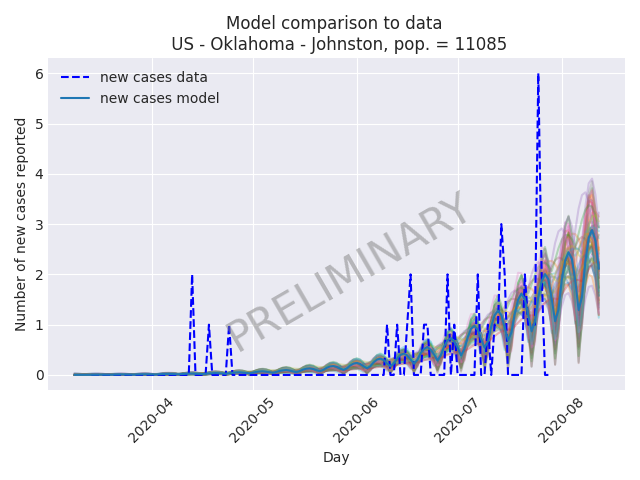 Model comparison to data
US - Oklahoma - Johnston, pop. = 11085
new cases data
new cases model
Number of new cases reported
6
5
4
3
2
1
0
PRELIMINARY
2020-04
2020-05
2020-06
2020-07
2020-08
Day